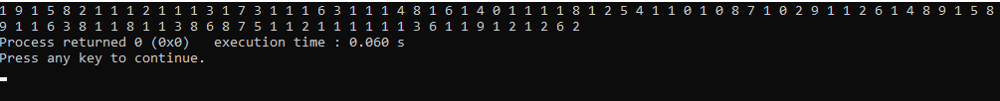 1 9 1 5 8 2 1 1 1 2 1 1 1 3 1 7 3 1 1 1 6 3 1 1 1 4 8 1 6 1 4 0 1 1 1 1 8 1 2 5 4 1 1 0 1 0 8 7 1 0 2 9 1 1 2 6 1 4 8 9 1 5 8
9 1 1 6 3 8 1 1 8 1 1 3 8 6 8 7 5 1 1 2 1 1 1 1 1 1 3 6 1 1 9 1 2 1 2 6 2
Process returned 0 (0x0)   execution time : 0.060 s
Press any key to continue.